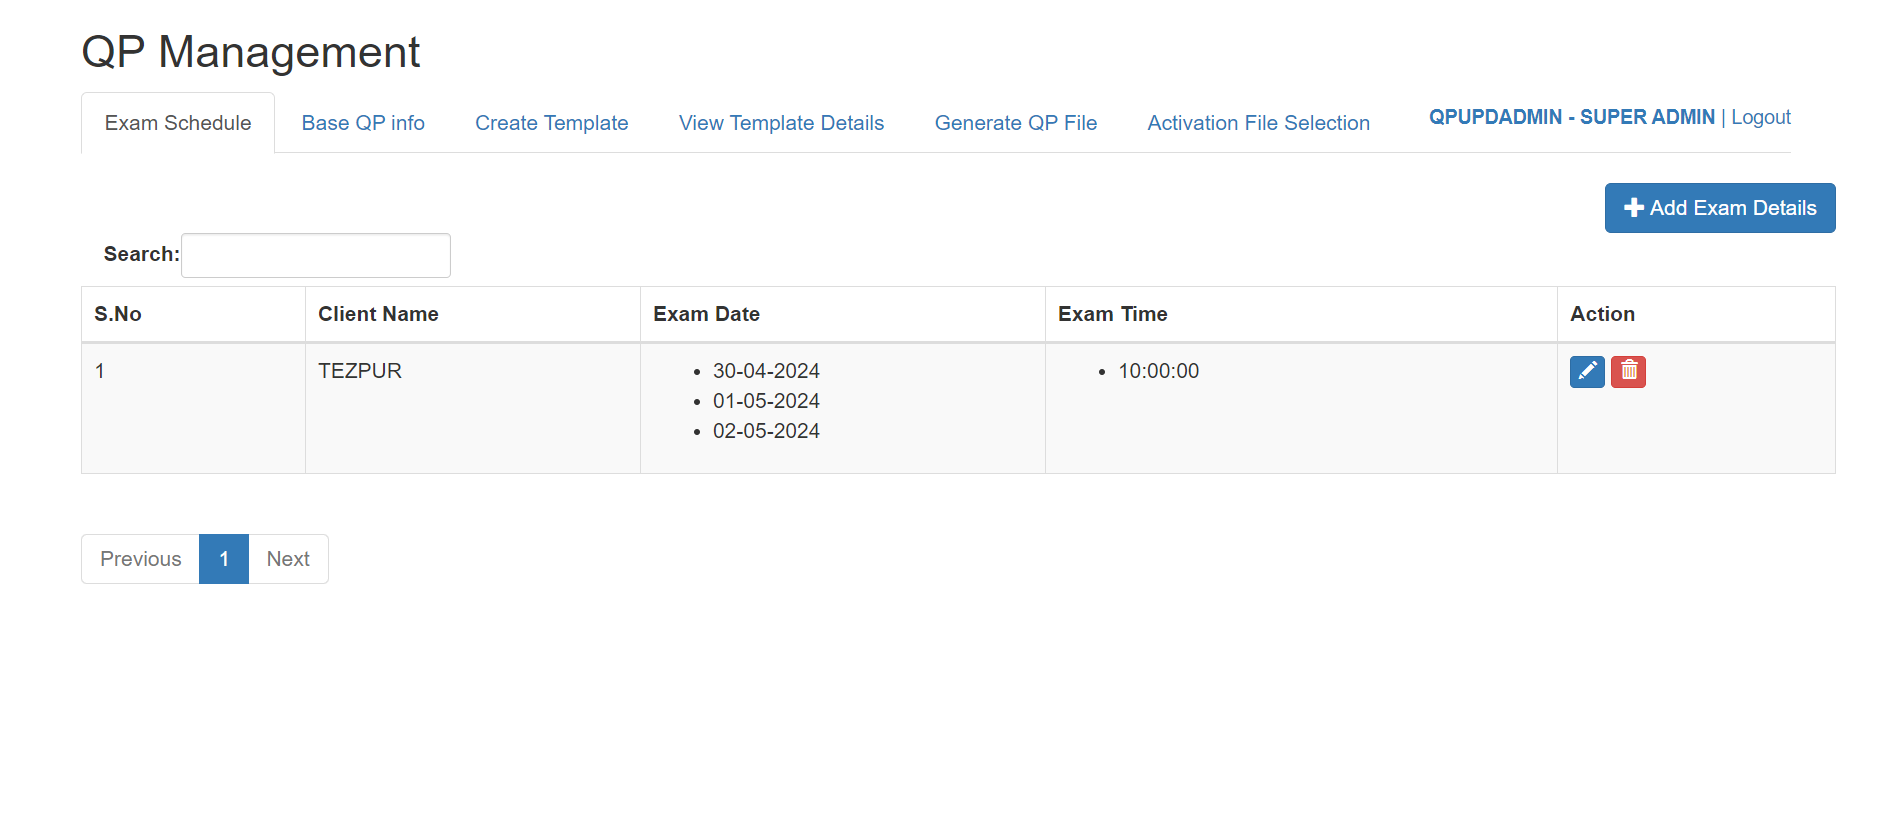 QP Management
Exam Schedule Base QP info Create Template View Template Details Generate QP File Activation File Selection QPUPDADMIN - SUPER ADMIN | Logout
Add Exam Details
Search:
S.No Client Name Exam Date Exam Time Action
1 TEZPUR 30-04-2024 10:00:00
01-05-2024
02-05-2024
Previous 1 Next